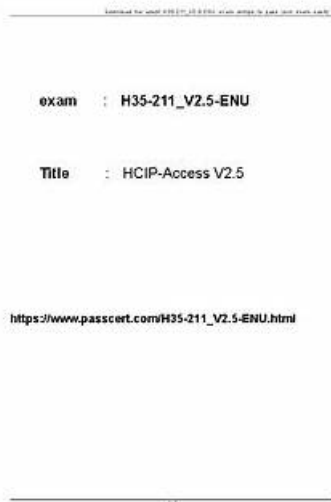 exam : H35-211_V2.5-ENU
Title : HCIP-Access V2.5
https://www.passcert.com/H35-211_V2.5-ENU.html